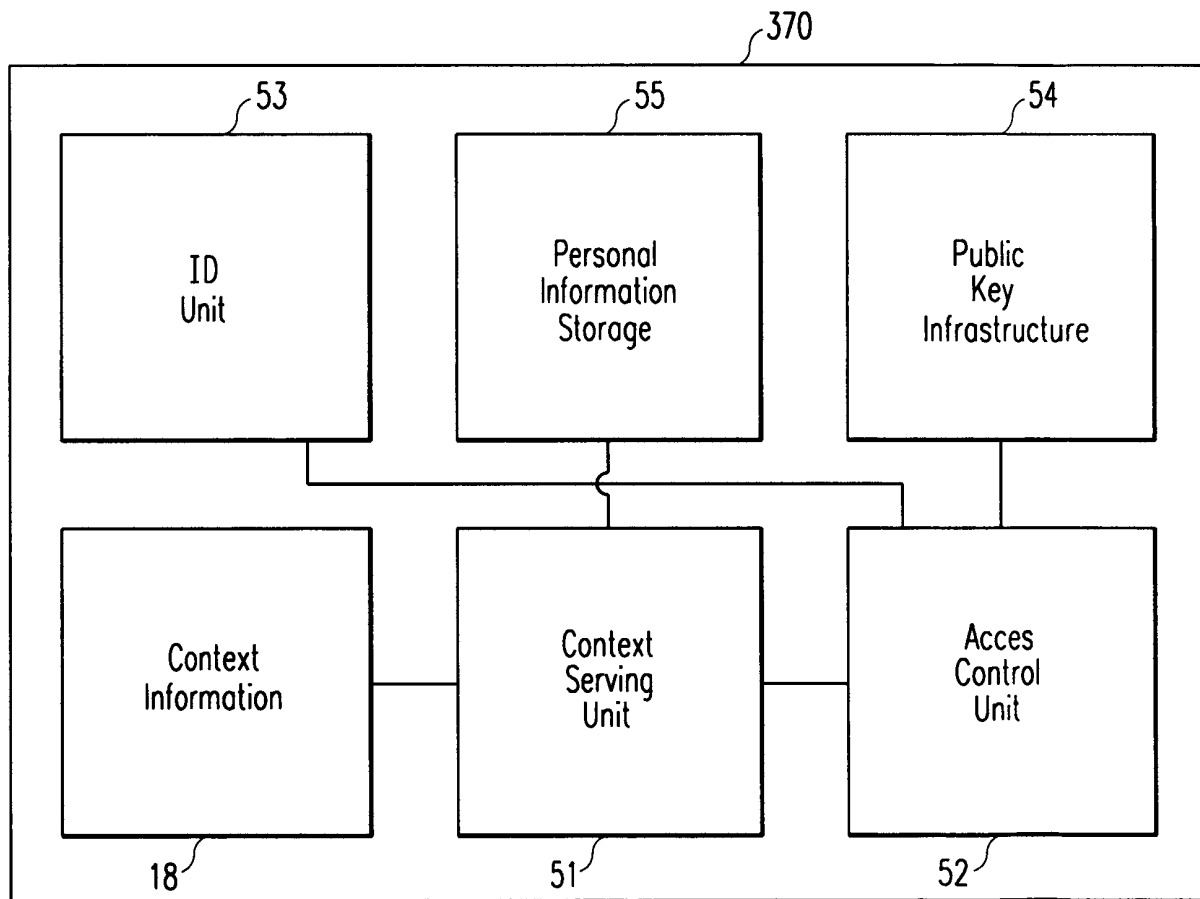 370
53
55
54
ID
Unit
Personal
Information
Storage
Public
Key
Infrastructure
Context
Information
Context
Serving
Unit
Acces
Control
Unit
18
51
52